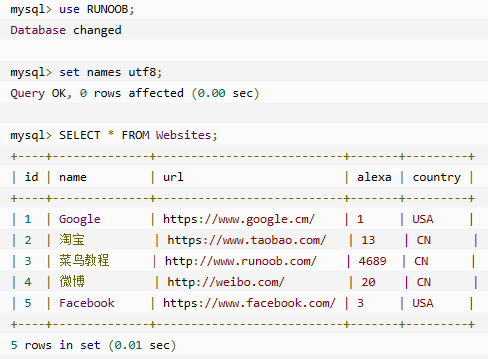 mysql> use RUNOOB;
Database changed
mysql> set names utf8;
Query OK, 0 rows affected (0.00 sec)
mysql> SELECT * FROM Websites;
+----+--------------+---------------------------+-------+---------+
| id | name         | url                       | alexa | country |
+----+--------------+---------------------------+-------+---------+
| 1  | Google       | https://www.google.cm/    | 1     | USA     |
| 2  | 淘宝          | https://www.taobao.com/   | 13    | CN      |
| 3  | 菜鸟教程      | http://www.runoob.com/    | 4689  | CN      |
| 4  | 微博          | http://weibo.com/         | 20    | CN      |
| 5  | Facebook     | https://www.facebook.com/ | 3     | USA     |
+----+--------------+---------------------------+-------+---------+
5 rows in set (0.01 sec)